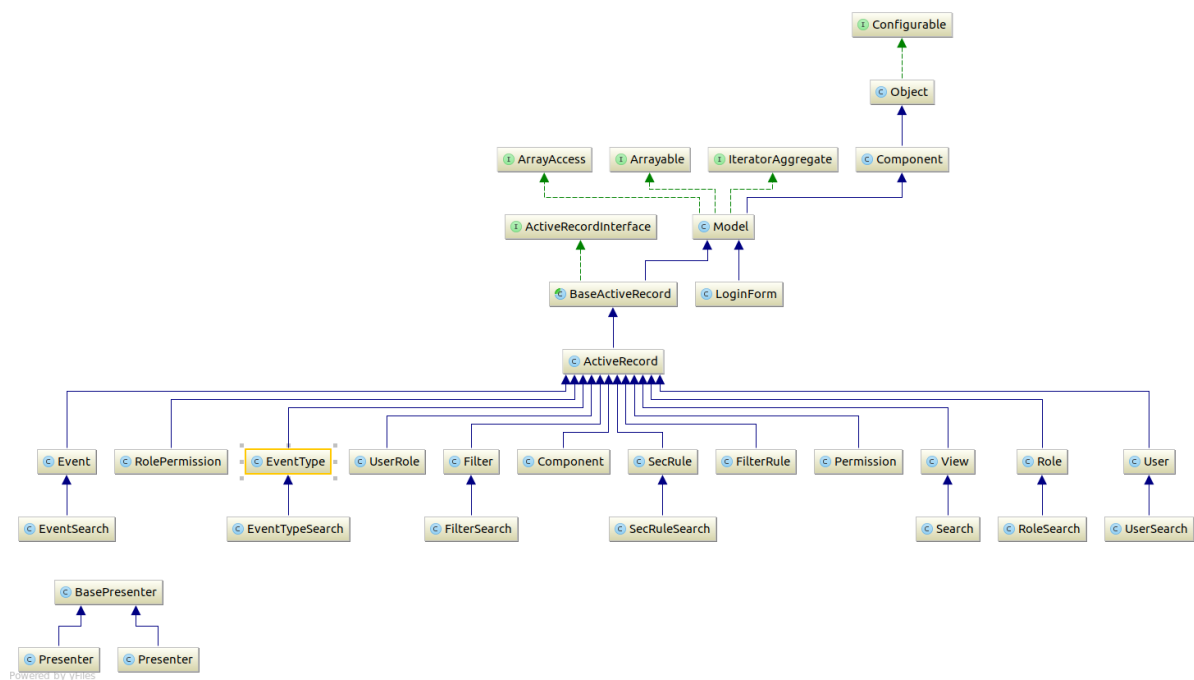 Configurable
Object
ArrayAccess
Arrayable
IteratorAggregate
Component
ActiveRecordInterface
Model
BaseActiveRecord
LoginForm
ActiveRecord
Event
RolePermission
EventType
UserRole
Filter
Component
SecRule
FilterRule
Permission
View
Role
User
EventSearch
EventTypeSearch
FilterSearch
SecRuleSearch
Search
RoleSearch
UserSearch
BasePresenter
Presenter
Presenter
Powered by yFiles